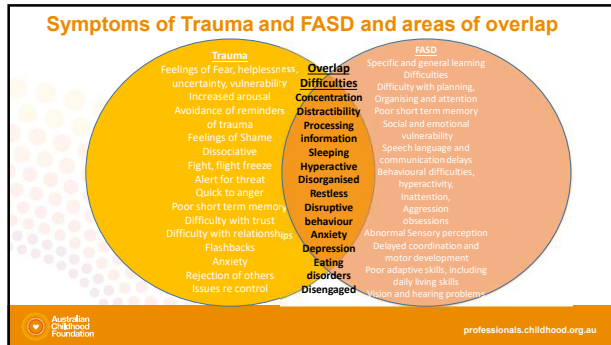 Symptoms of Trauma and FASD and areas of overlap
Trauma
Feelings of Fear, helplessness,
uncertainty, vulnerability
Increased arousal
Avoidance of reminders
of trauma
Feelings of Shame
Dissociative
Fight, flight freeze
Alert for threat
Quick to anger
Poor short term memory
Difficulty with trust
Difficulty with relationships
Flashbacks
Anxiety
Rejection of others
Issues re control
Overlap
Difficulties
Concentration
Distractibility
Processing
information
Sleeping
Hyperactive
Disorganised
Restless
Disruptive
behaviour
Anxiety
Depression
Eating
disorders
Disengaged
FASD
Specific and general learning
Difficulties
Difficulty with planning,
Organising and attention
Poor short term memory
Social and emotional
vulnerability
Speech language and
communication delays
Behavioural difficulties,
hyperactivity,
Inattention,
Aggression
obsessions
Abnormal Sensory perception
Delayed coordination and
motor development
Poor adaptive skills, including
daily living skills
Vision and hearing problems
Australian
Childhood
Foundation
professionals.childhood.org.au